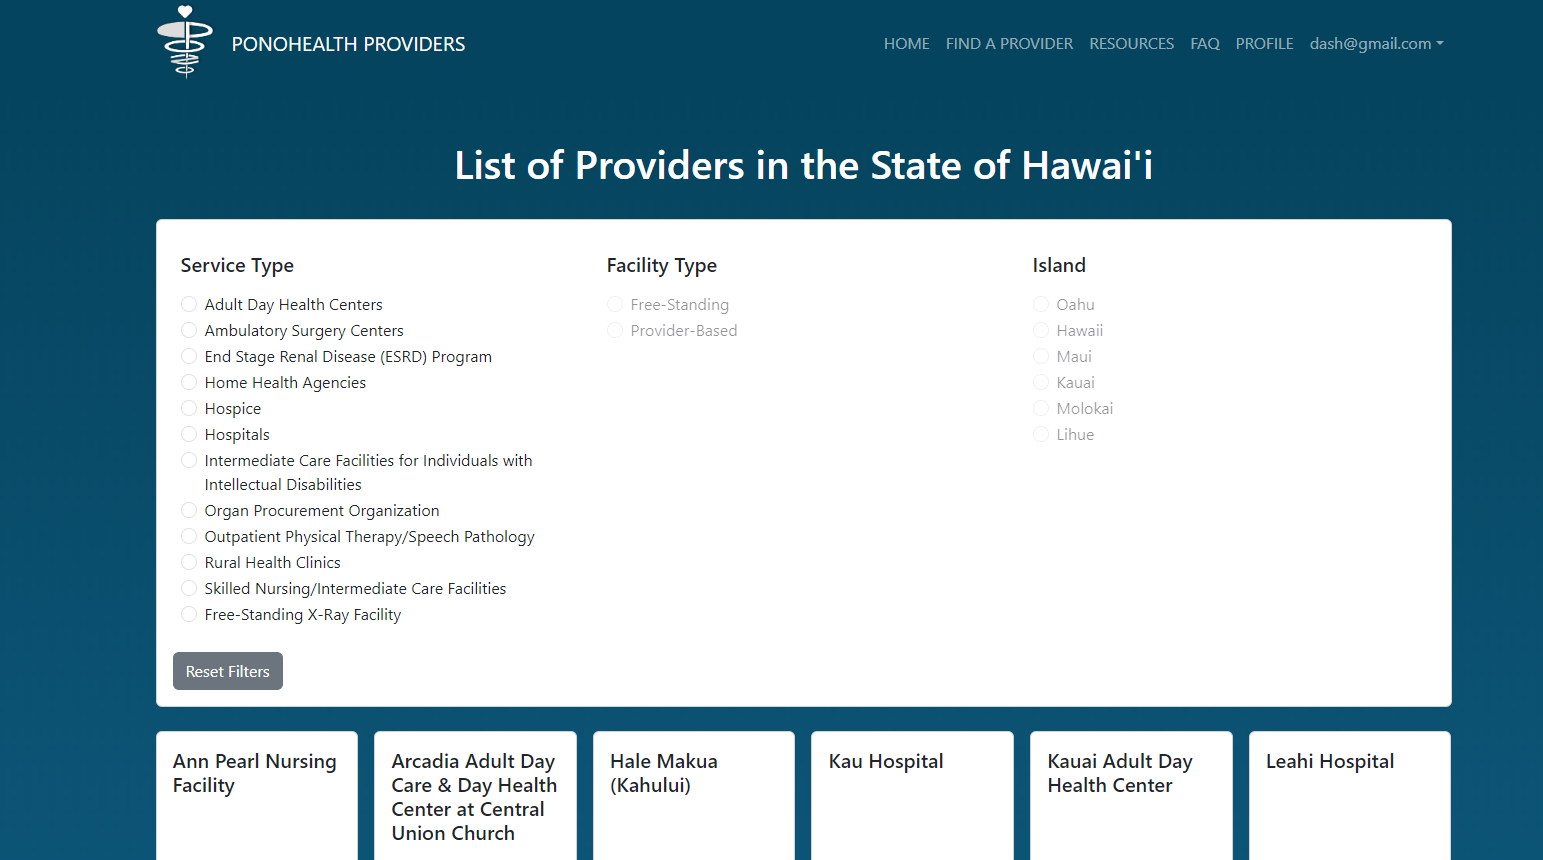 PONOHEALTH PROVIDERS
HOME FIND A PROVIDER RESOURCES FAQ PROFILE dash@gmail.com
List of Providers in the State of Hawai'i
Service Type
Adult Day Health Centers
Ambulatory Surgery Centers
End Stage Renal Disease (ESRD) Program
Home Health Agencies
Hospice
Hospitals
Intermediate Care Facilities for Individuals with
Intellectual Disabilities
Organ Procurement Organization
Outpatient Physical Therapy/Speech Pathology
Rural Health Clinics
Skilled Nursing/Intermediate Care Facilities
Free-Standing X-Ray Facility
Facility Type
Free-Standing
Provider-Based
Island
Oahu
Hawaii
Maui
Kauai
Molokai
Lihue
Reset Filters
Ann Pearl Nursing
Facility
Arcadia Adult Day
Care & Day Health
Center at Central
Union Church
Hale Makua
(Kahului)
Kau Hospital
Kauai Adult Day
Health Center
Leahi Hospital